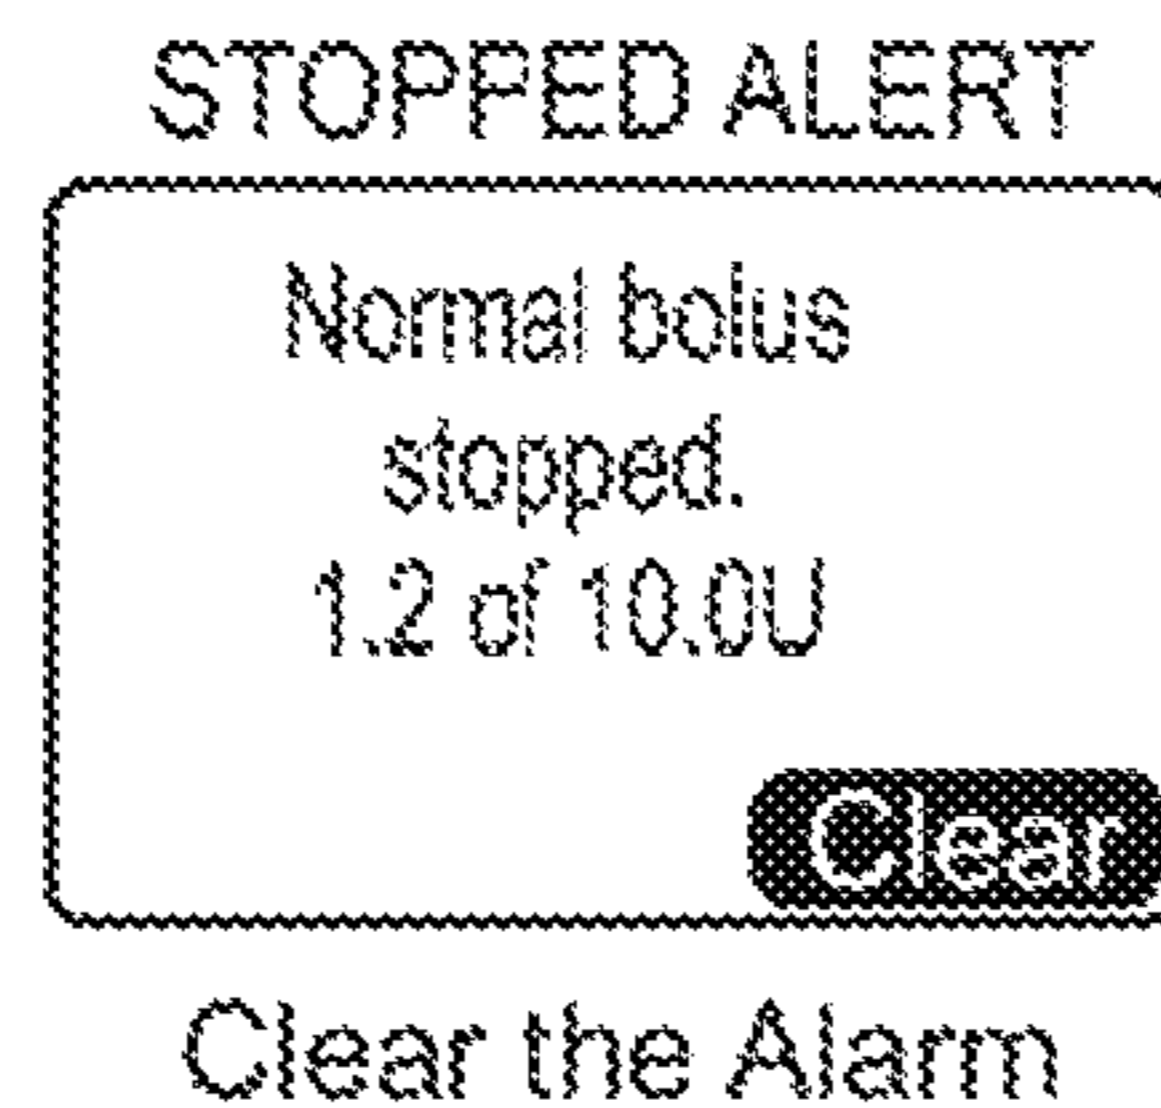 STOPPED ALERT
Normal bolus
stopped.
1.2 of 10.0U
Clear
Clear the Alarm